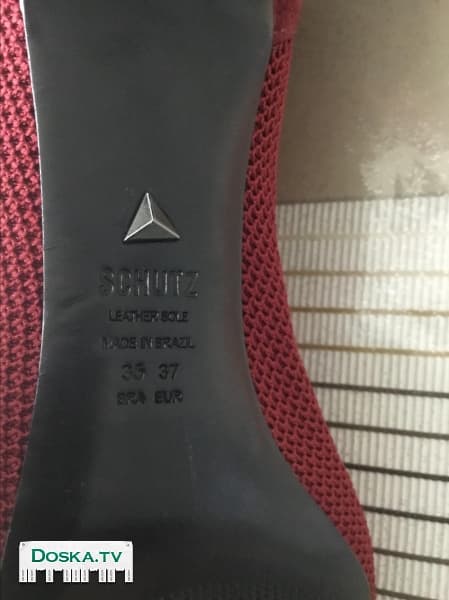 SCHUTZ
LEATHER SOLE
MADE IN BRAZIL
35 37
BRA EUR
DOSKA.TV